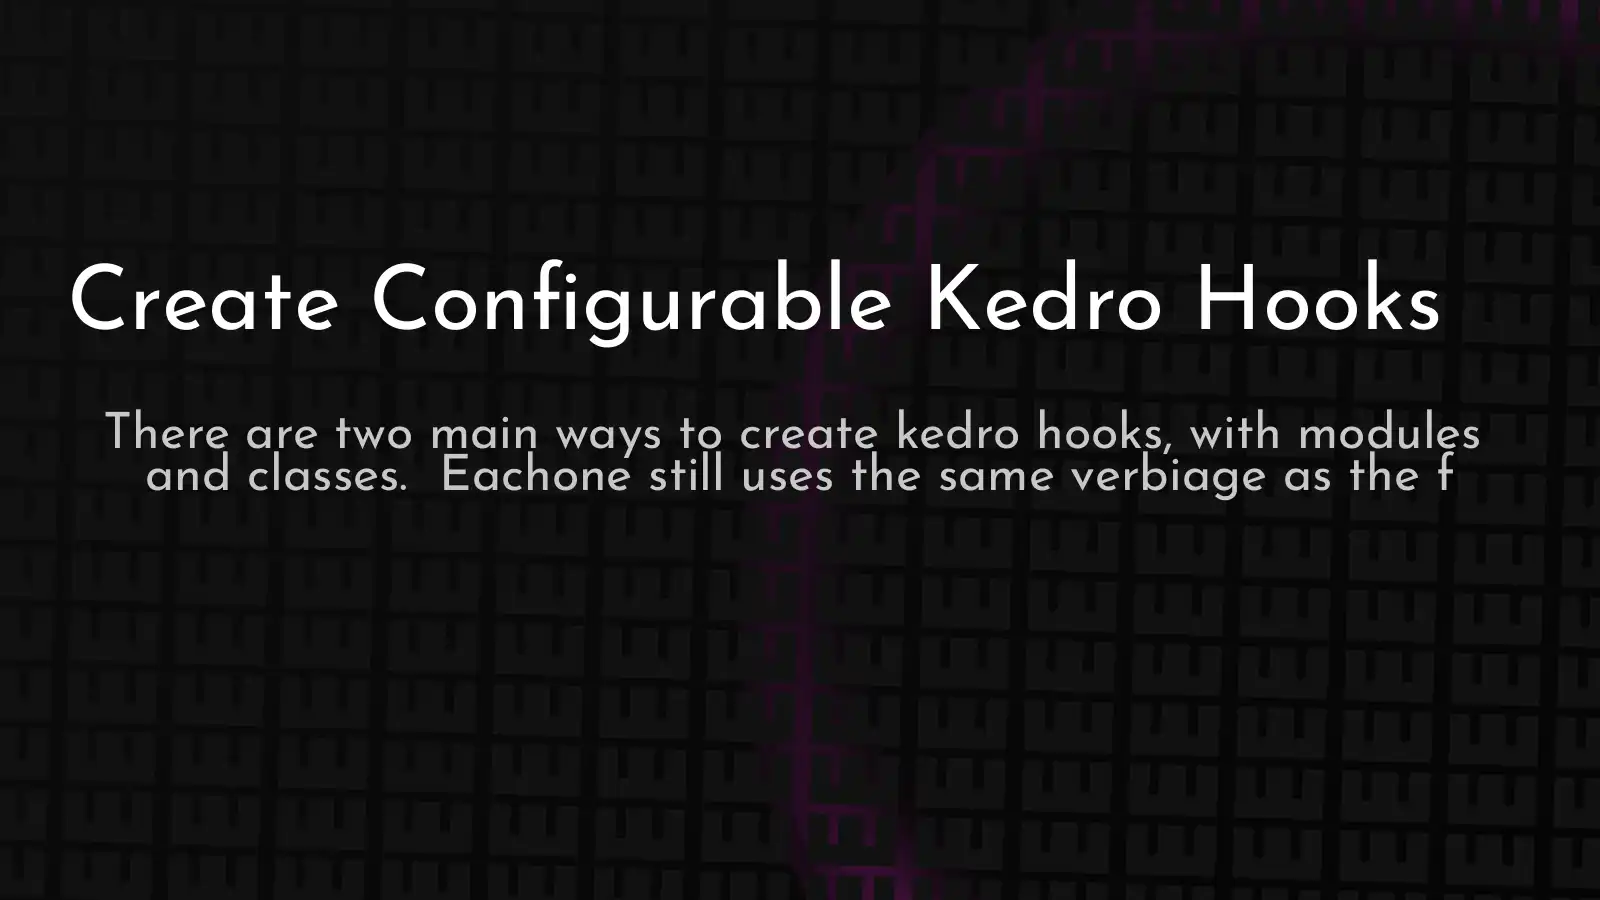 Create Configurable Kedro Hooks
There are two main ways to create kedro hooks, with modules
and classes.  Eachone still uses the same verbiage as the f